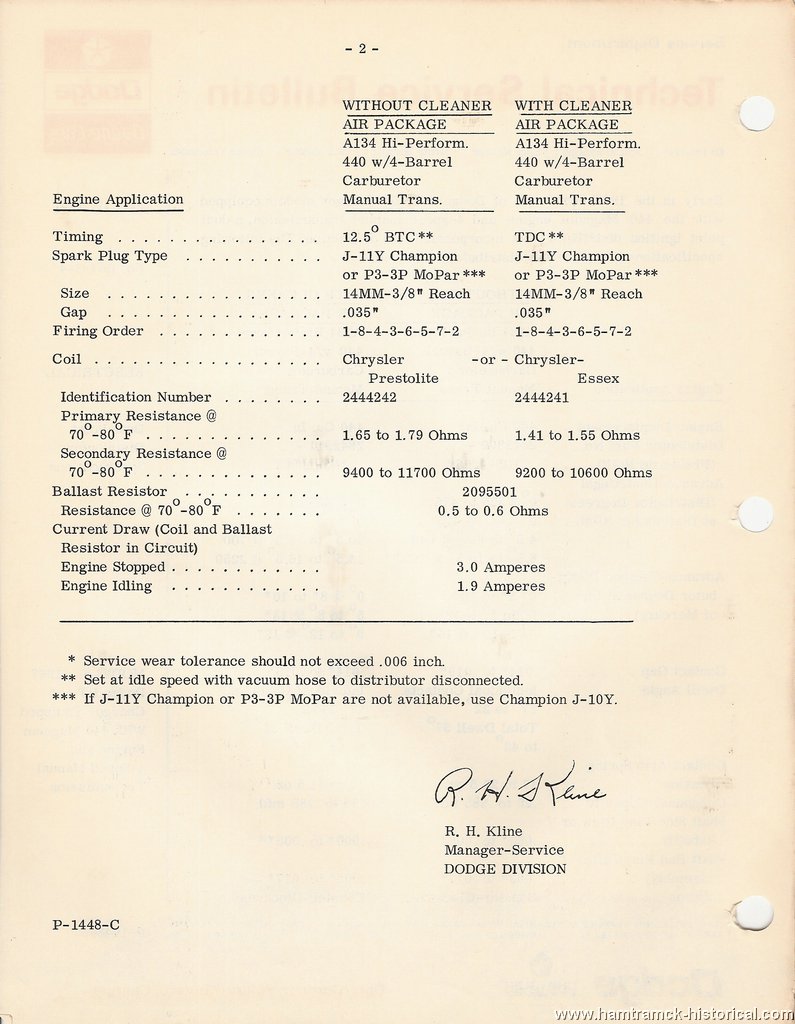 - 2 -
WITHOUT CLEANER WITH CLEANER
AIR PACKAGE AIR PACKAGE
A134 Hi-Perform. A134 Hi-Perform.
440 w/4-Barrel 440 w/4-Barrel
Carburetor Carburetor
Engine Application Manual Trans. Manual Trans.
Timing . . . . . . . . . . . . . . . . 12.5° BTC** TDC**
Spark Plug Type . . . . . . . . . . . J-11Y Champion J-11Y Champion
or P3-3P MoPar*** or P3-3P MoPar***
Size . . . . . . . . . . . . . . . . . 14MM-3/8" Reach 14MM-3/8" Reach
Gap . . . . . . . . . . . . . . . . . .035" .035"
Firing Order . . . . . . . . . . . . . . 1-8-4-3-6-5-7-2 1-8-4-3-6-5-7-2
Coil . . . . . . . . . . . . . . . . . . Chrysler -or- Chrysler-
Prestolite Essex
Identification Number . . . . . . . . 2444242 2444241
Primary Resistance @
70°-80°F . . . . . . . . . . . . . . 1.65 to 1.79 Ohms 1.41 to 1.55 Ohms
Secondary Resistance @
70°-80°F . . . . . . . . . . . . . . 9400 to 11700 Ohms 9200 to 10600 Ohms
Ballast Resistor . . . . . . . . . . . 2095501
Resistance @ 70°-80°F . . . . . . . 0.5 to 0.6 Ohms
Current Draw (Coil and Ballast
Resistor in Circuit)
Engine Stopped . . . . . . . . . . . . 3.0 Amperes
Engine Idling . . . . . . . . . . . . 1.9 Amperes
* Service wear tolerance should not exceed .006 inch.
** Set at idle speed with vacuum hose to distributor disconnected.
*** If J-11Y Champion or P3-3P MoPar are not available, use Champion J-10Y.
R. H. Kline
R. H. Kline
Manager-Service
DODGE DIVISION
P-1448-C
www.hamtramck-historical.com